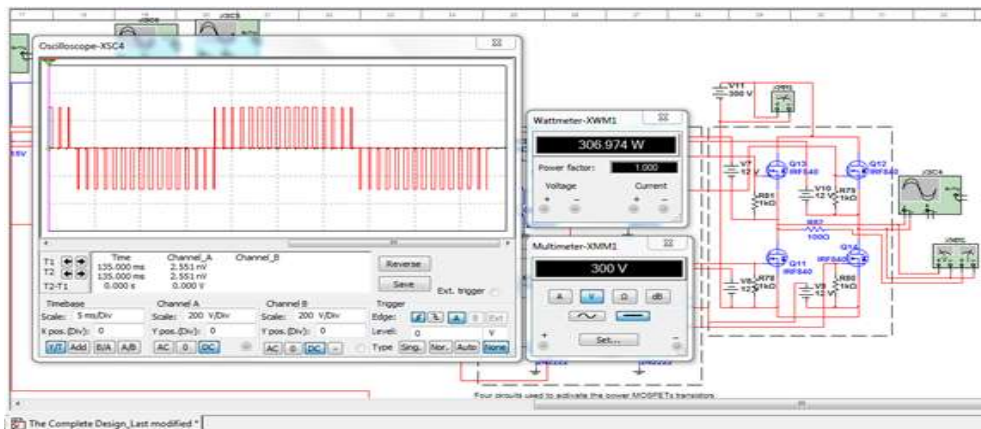 Oscilloscope-XSC4
Time Channel_A Channel_B
T1 135.000 ms 2.551 nV
T2 135.000 ms 2.551 nV
T2-T1 0.000 s 0.000 V
Reverse
Save
Ext. trigger
Timebase
Scale: 5 ms/Div
X pos.(Div): 0
Y/T Add B/A A/B
Channel A
Scale: 200 V/Div
Y pos.(Div): 0
AC 0 DC
Channel B
Scale: 200 V/Div
Y pos.(Div): 0
AC 0 DC -
Trigger
Edge: A B Ext
Level: 0 V
Type Sing. Nor. Auto None
Wattmeter-XWM1
306.974 W
Power factor: 1.000
Voltage Current
+ - + -
Multimeter-XMM1
300 V
A V Ω dB
Set...
+ -
V11
300 V
V7
12 V
Q13
IRF840
Q12
IRF840
R81
1kΩ
V10
12 V
R79
1kΩ
R82
100Ω
XSC4
Q11
IRF840
Q14
IRF840
R78
1kΩ
R80
1kΩ
12 V
12 V
15V
Four circuits used to activate the power MOSFETs transistors
The Complete Design_Last modified *